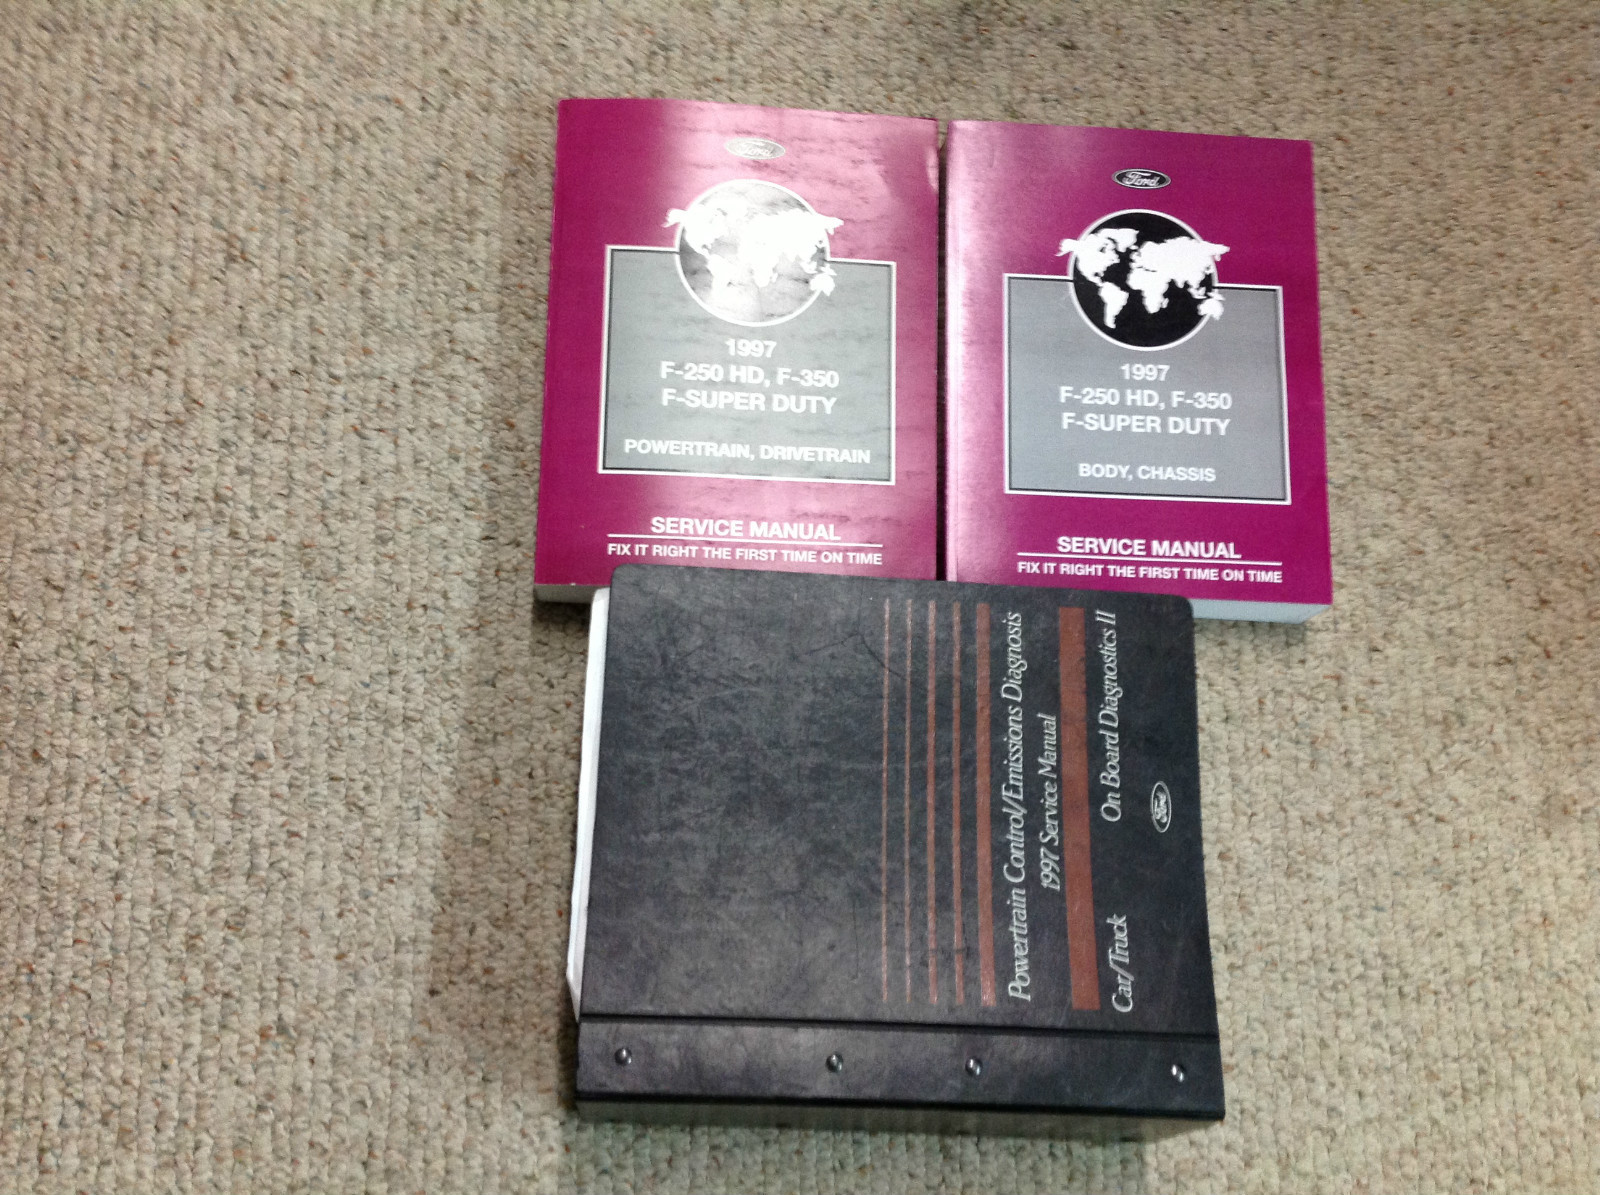 Ford
1997
F-250 HD, F-350
F-SUPER DUTY
POWERTRAIN, DRIVETRAIN
SERVICE MANUAL
FIX IT RIGHT THE FIRST TIME ON TIME
Ford
1997
F-250 HD, F-350
F-SUPER DUTY
BODY, CHASSIS
SERVICE MANUAL
FIX IT RIGHT THE FIRST TIME ON TIME
Powertrain Control/Emissions Diagnosis
1997 Service Manual
Car/Truck On Board Diagnostics II
Ford